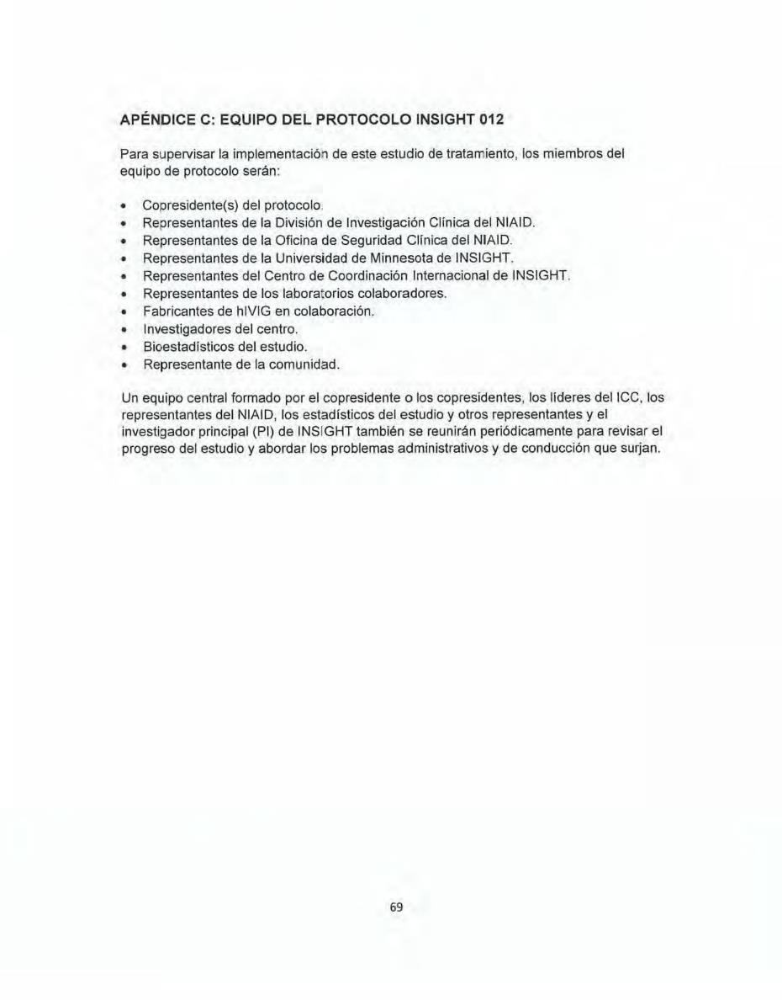 APÉNDICE C: EQUIPO DEL PROTOCOLO INSIGHT 012
Para supervisar la implementación de este estudio de tratamiento, los miembros del
equipo de protocolo serán:
• Copresidente(s) del protocolo.
• Representantes de la División de Investigación Clínica del NIAID.
• Representantes de la Oficina de Seguridad Clínica del NIAID.
• Representantes de la Universidad de Minnesota de INSIGHT.
• Representantes del Centro de Coordinación Internacional de INSIGHT.
• Representantes de los laboratorios colaboradores.
• Fabricantes de hIVIG en colaboración.
• Investigadores del centro.
• Bioestadísticos del estudio.
• Representante de la comunidad.
Un equipo central formado por el copresidente o los copresidentes, los líderes del ICC, los
representantes del NIAID, los estadísticos del estudio y otros representantes y el
investigador principal (PI) de INSIGHT también se reunirán periódicamente para revisar el
progreso del estudio y abordar los problemas administrativos y de conducción que surjan.
69